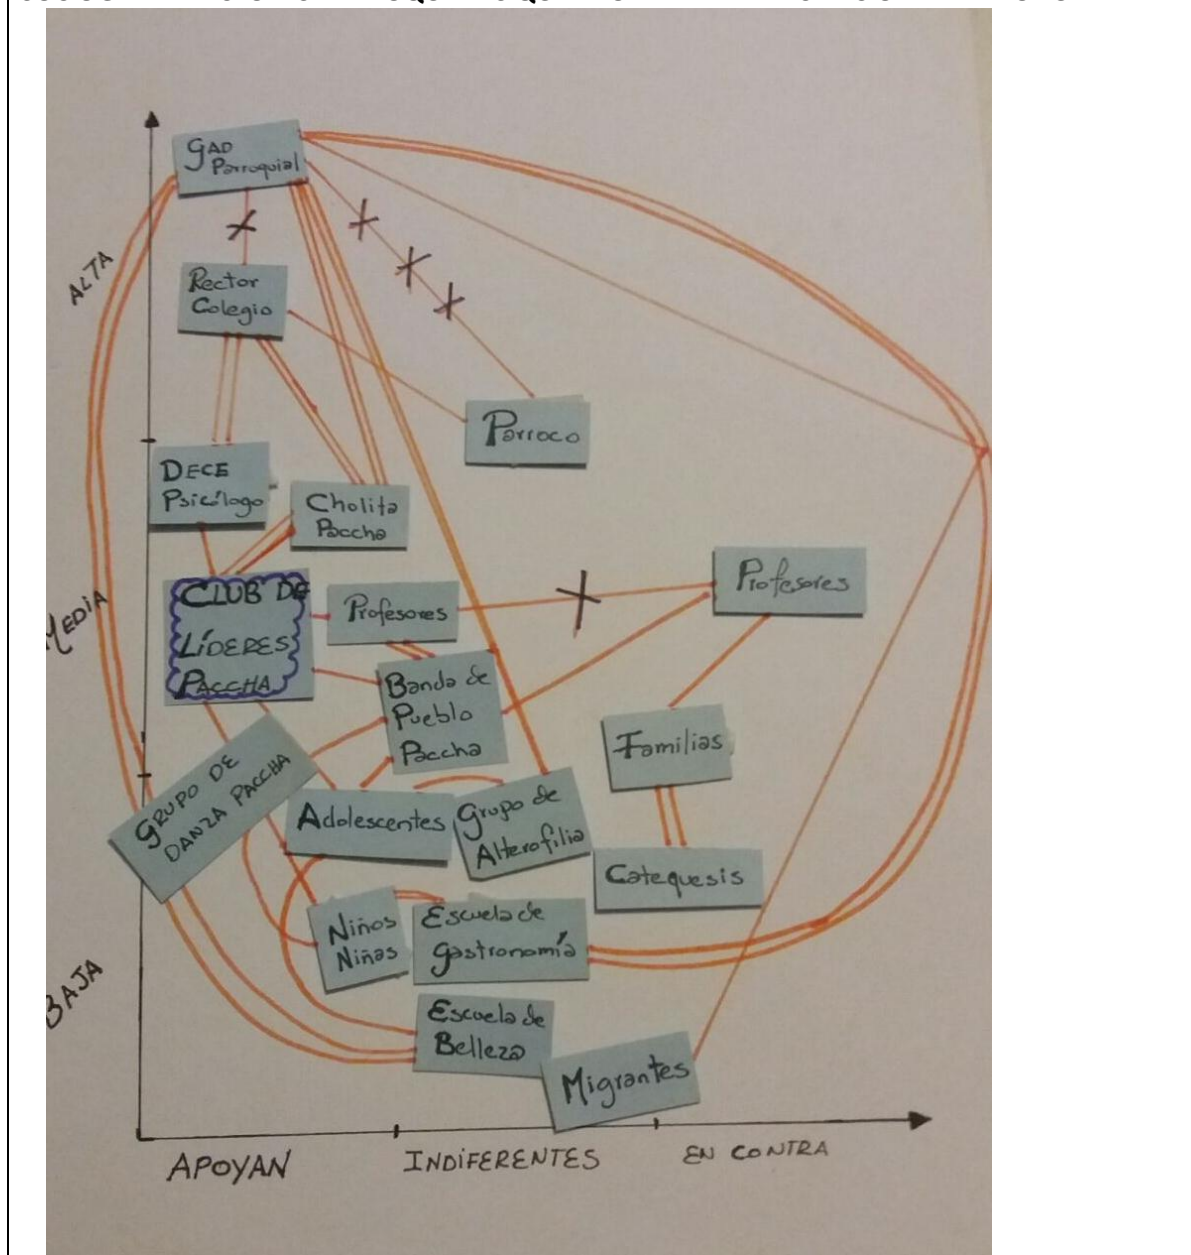 GAD
Parroquial
ALTA
Rector
Colegio
Parroco
DECE
Psicólogo
Cholita
Paccha
MEDIA
CLUB DE
LÍDERES
PACCHA
Profesores
Profesores
Banda de
Pueblo
Paccha
Familias
GRUPO DE
DANZA PACCHA
Adolescentes
Grupo de
Alterofilia
Catequesis
BAJA
Niños
Niñas
Escuela de
gastronomía
Escuela de
Belleza
Migrantes
APOYAN
INDIFERENTES
EN CONTRA